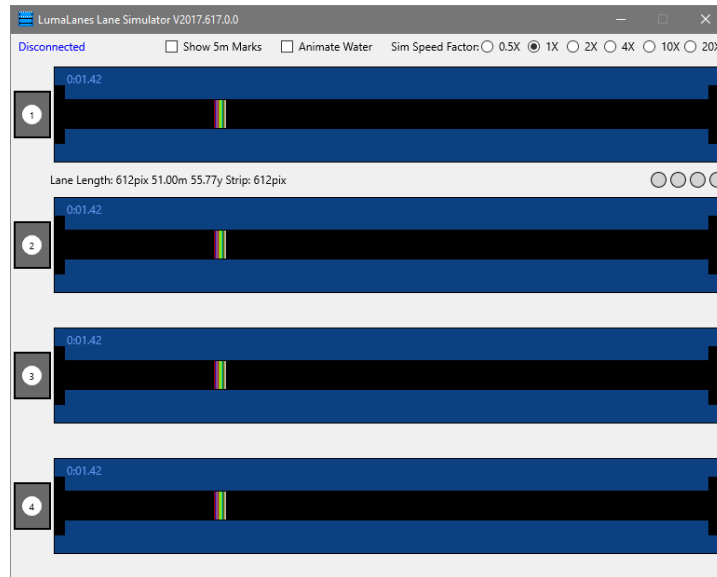 LumaLanes Lane Simulator V2017.617.0.0
Disconnected Show 5m Marks Animate Water Sim Speed Factor: 0.5X 1X 2X 4X 10X 20X
0:01.42
1
Lane Length: 612pix 51.00m 55.77y Strip: 612pix
0:01.42
2
0:01.42
3
0:01.42
4